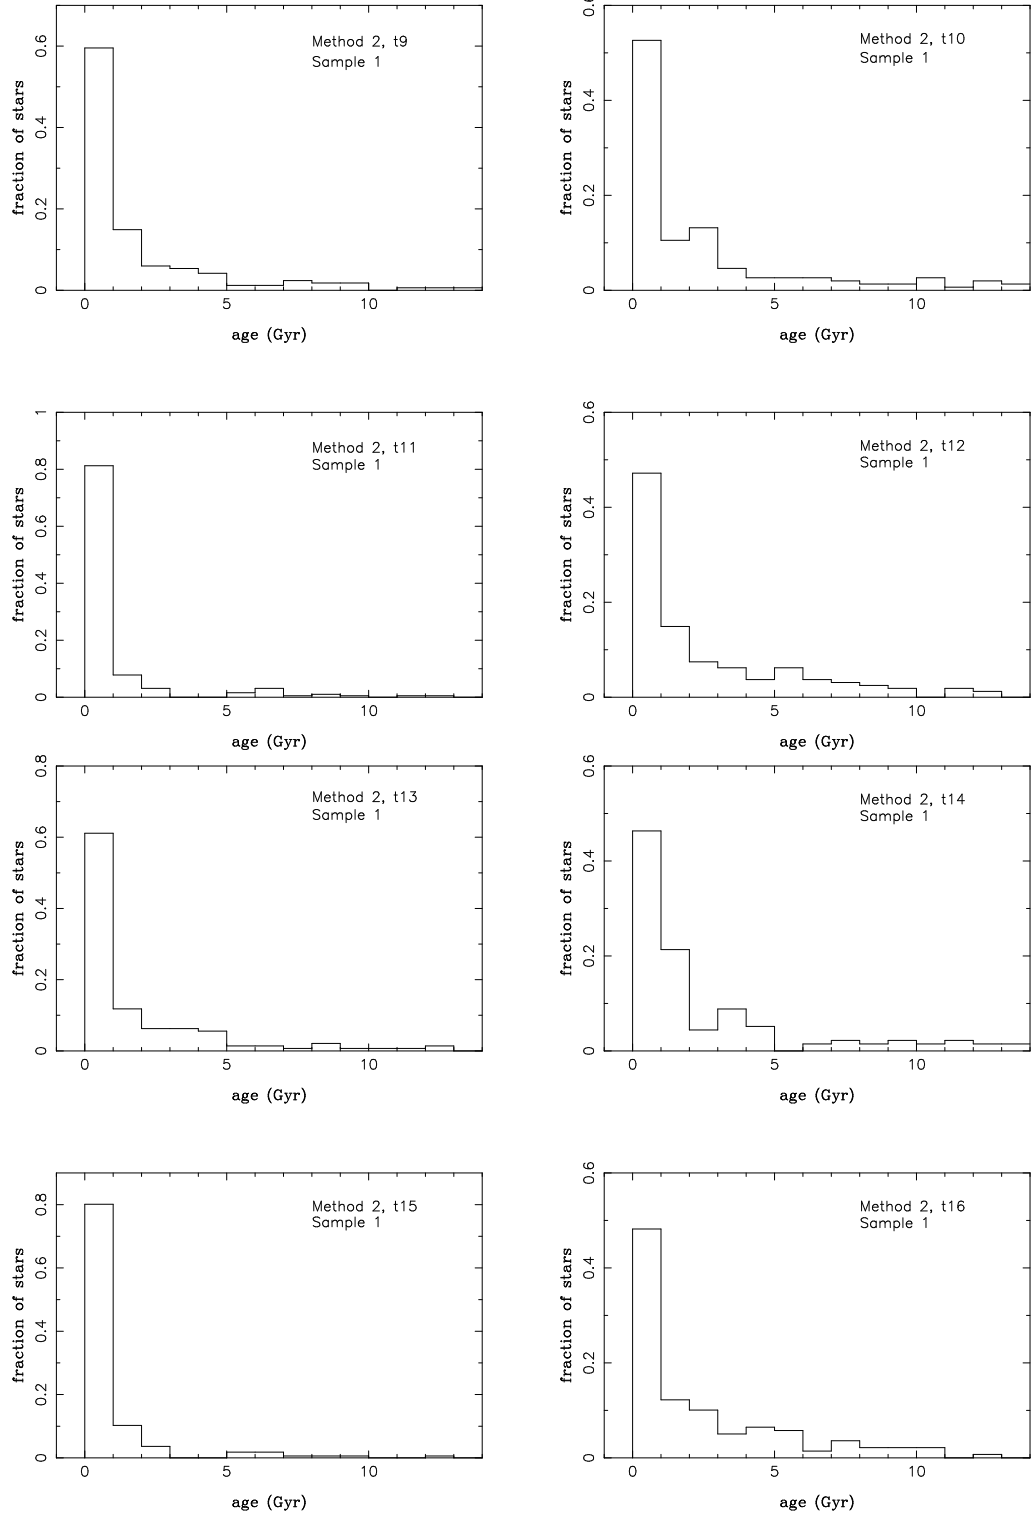 Method 2, t9
Sample 1
fraction of stars
0 0.2 0.4 0.6
0 5 10
age (Gyr)
Method 2, t10
Sample 1
fraction of stars
0 0.2 0.4
0 5 10
age (Gyr)
Method 2, t11
Sample 1
fraction of stars
0 0.2 0.4 0.6 0.8 1
0 5 10
age (Gyr)
Method 2, t12
Sample 1
fraction of stars
0 0.2 0.4 0.6
0 5 10
age (Gyr)
Method 2, t13
Sample 1
fraction of stars
0 0.2 0.4 0.6 0.8
0 5 10
age (Gyr)
Method 2, t14
Sample 1
fraction of stars
0 0.2 0.4 0.6
0 5 10
age (Gyr)
Method 2, t15
Sample 1
fraction of stars
0 0.2 0.4 0.6 0.8
0 5 10
age (Gyr)
Method 2, t16
Sample 1
fraction of stars
0 0.2 0.4 0.6
0 5 10
age (Gyr)